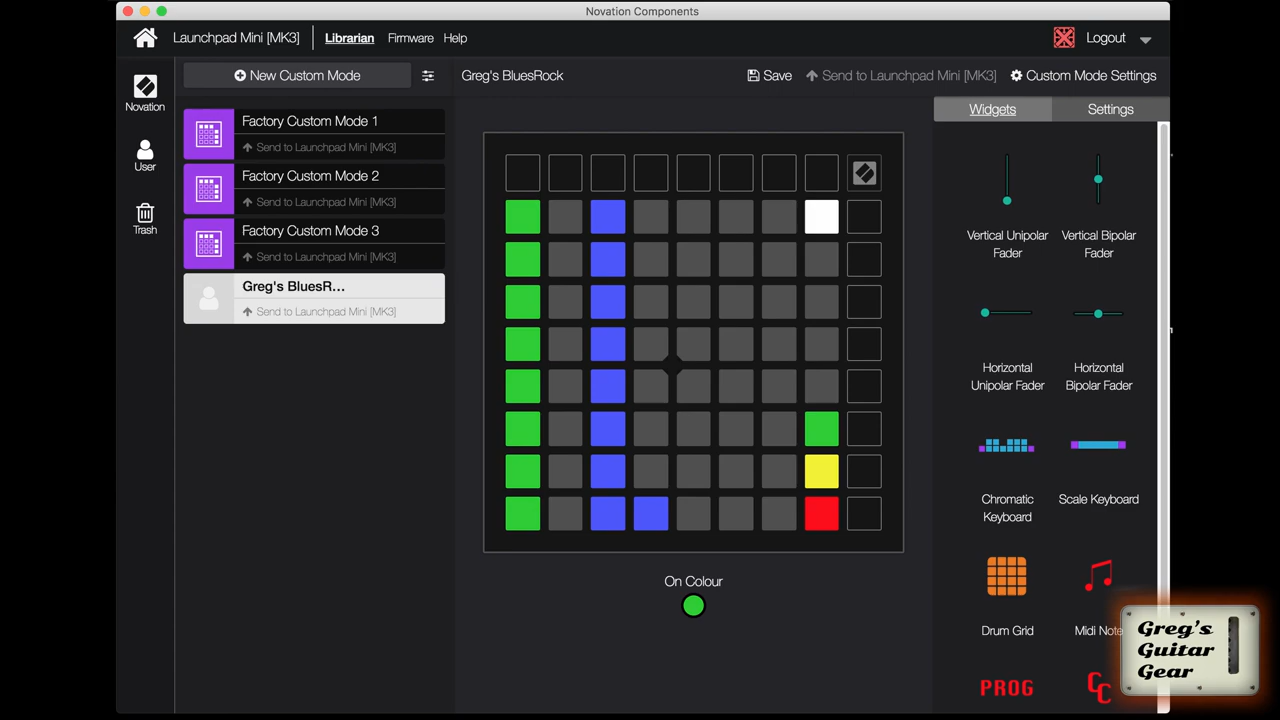 Novation Components
Launchpad Mini [MK3]
Librarian
Firmware
Help
Logout
Novation
User
Trash
New Custom Mode
Factory Custom Mode 1
Send to Launchpad Mini [MK3]
Factory Custom Mode 2
Send to Launchpad Mini [MK3]
Factory Custom Mode 3
Send to Launchpad Mini [MK3]
Greg's BluesR...
Send to Launchpad Mini [MK3]
Greg's BluesRock
Save
Send to Launchpad Mini [MK3]
Custom Mode Settings
On Colour
Widgets
Settings
Vertical Unipolar
Fader
Vertical Bipolar
Fader
Horizontal
Unipolar Fader
Horizontal
Bipolar Fader
Chromatic
Keyboard
Scale Keyboard
Drum Grid
Midi Note
PROG
CC
Greg's
Guitar
Gear